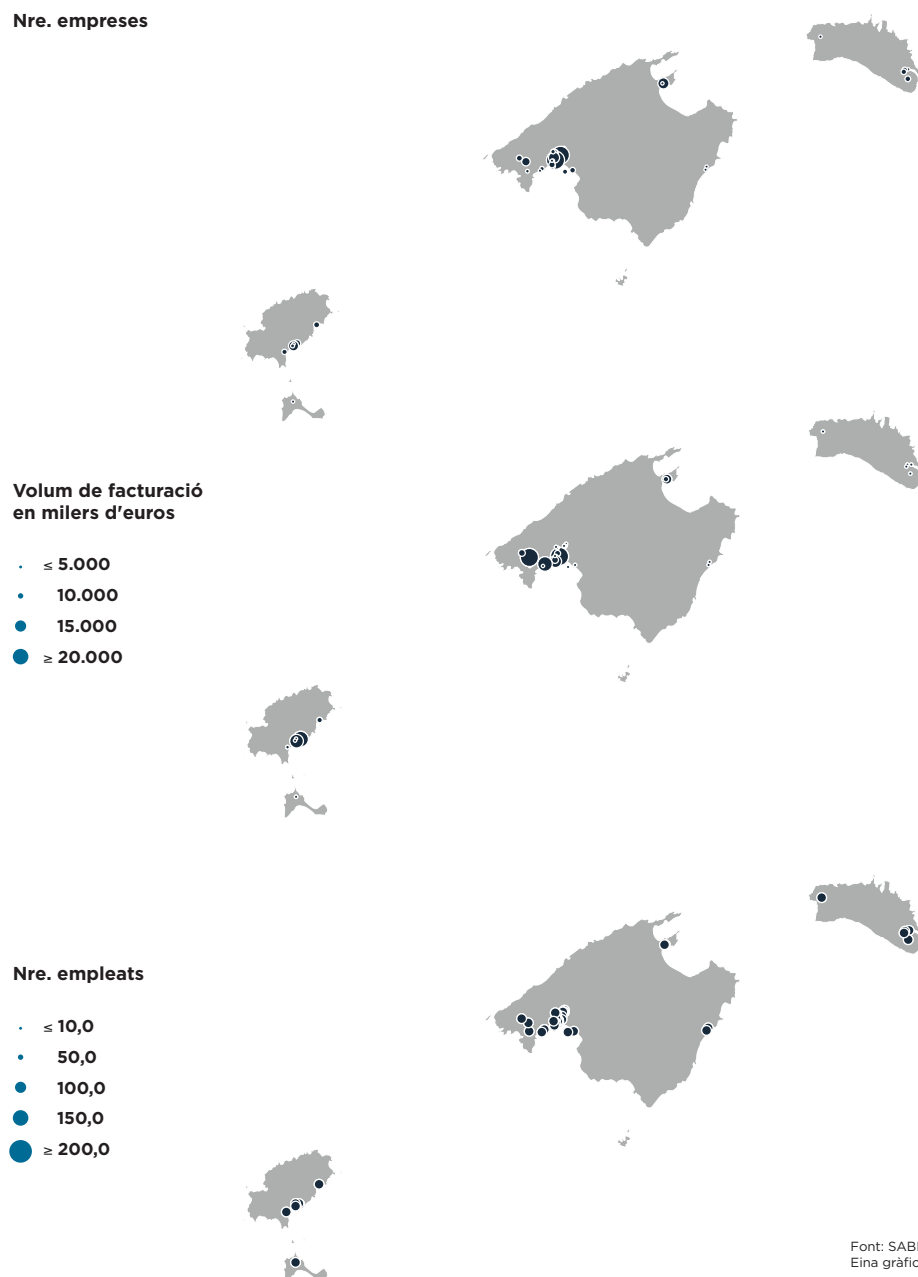 Nre. empreses
Volum de facturació
en milers d'euros
≤ 5.000
10.000
15.000
≥ 20.000
Nre. empleats
≤ 10,0
50,0
100,0
150,0
≥ 200,0
Font: SABI
Eina gràfic